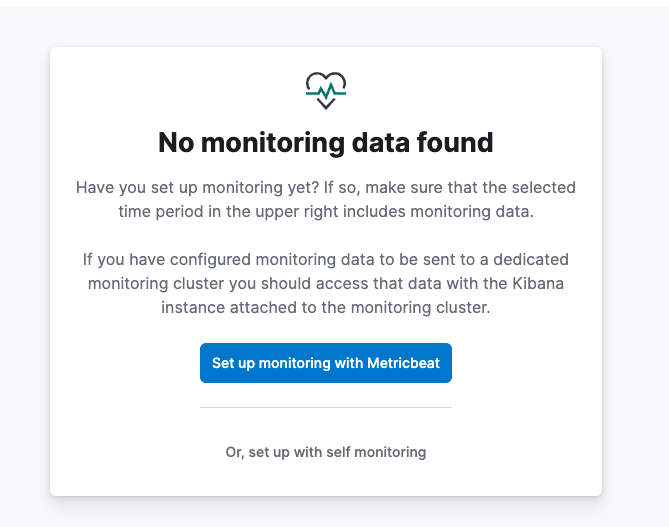 No monitoring data found
Have you set up monitoring yet? If so, make sure that the selected
time period in the upper right includes monitoring data.
If you have configured monitoring data to be sent to a dedicated
monitoring cluster you should access that data with the Kibana
instance attached to the monitoring cluster.
Set up monitoring with Metricbeat
Or, set up with self monitoring